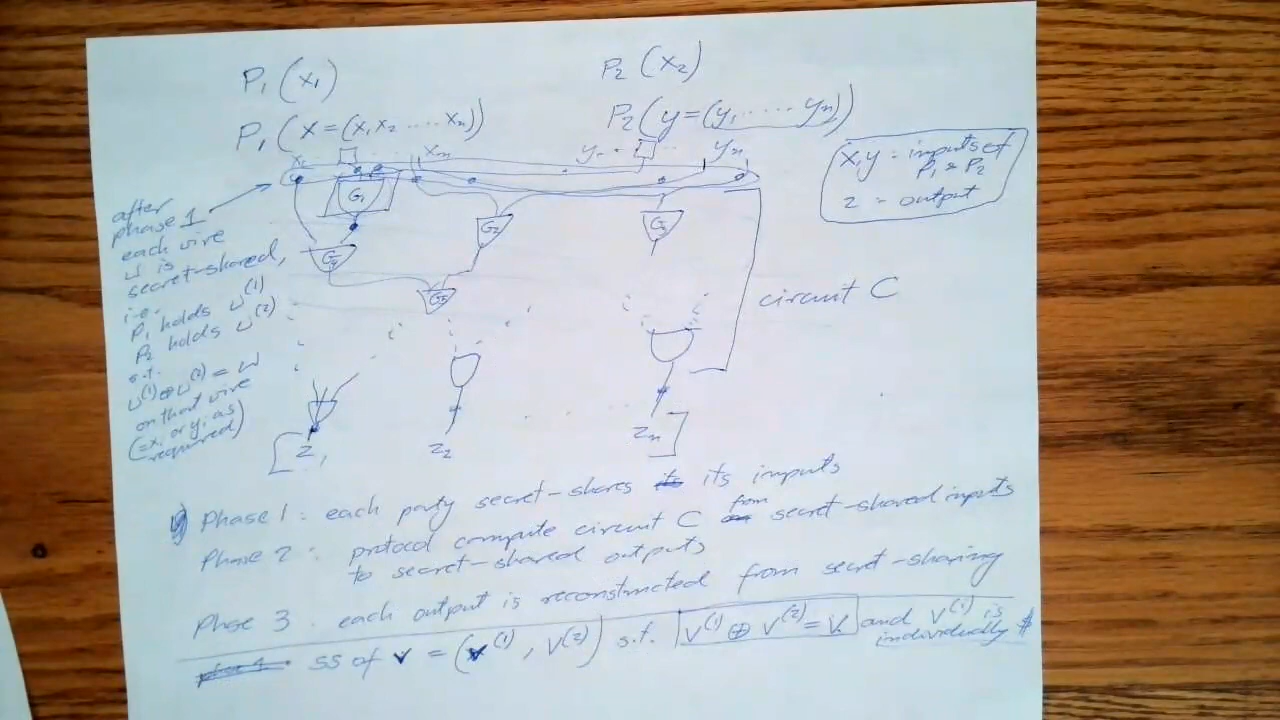 P₁ (x₁)
P₂ (x₂)
P₁ (x = (x₁ x₂ ..... xₙ))
P₂ (y = (y₁ ..... yₙ))
x, y = inputs of
P₁ & P₂
z = output
x₁
xₙ
y₁
yₙ
G₁
G₂
G₃
G₄
G₅
circuit C
after
phase 1
each wire
w is
secret-shared,
i.e.
P₁ holds w⁽¹⁾
P₂ holds w⁽²⁾
s.t.
w⁽¹⁾ ⊕ w⁽²⁾ = w
on that wire
(= xᵢ or yᵢ as
required)
z₁
z₂
zₙ
Phase 1: each party secret-shares its inputs
Phase 2: protocol compute circuit C from secret-shared inputs
to secret-shared outputs
Phase 3. each output is reconstructed from secret-sharing
SS of v = (v⁽¹⁾, v⁽²⁾) s.t. v⁽¹⁾ ⊕ v⁽²⁾ = v and v⁽¹⁾ is
individually $